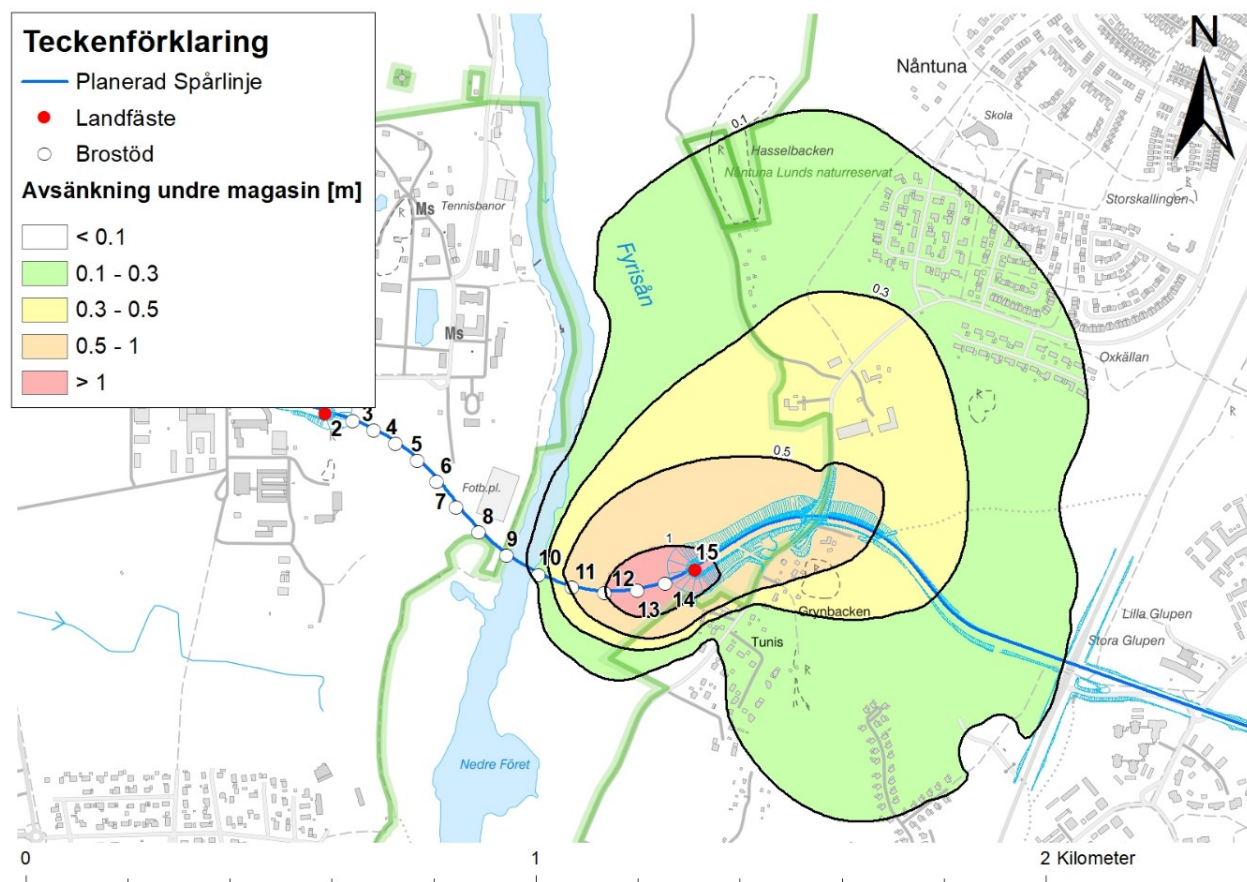 Teckenförklaring
Planerad Spårlinje
Landfäste
Brostöd
Avsänkning undre magasin [m]
< 0.1
0.1 - 0.3
0.3 - 0.5
0.5 - 1
> 1
N
Nåntuna
Skola
0.1
R
Hasselbacken
Nåntuna Lunds naturreservat
Storskallingen
R
Ms
Tennisbanor
Fyrisån
0.3
Ms
Oxkällan
R
2
3
4
5
6
7
8
9
10
11
12
13
14
15
R
Fotb.pl.
0.5
1
R
Grynbacken
Tunis
R
Lilla Glupen
Stora Glupen
Nedre Föret
0
1
2 Kilometer